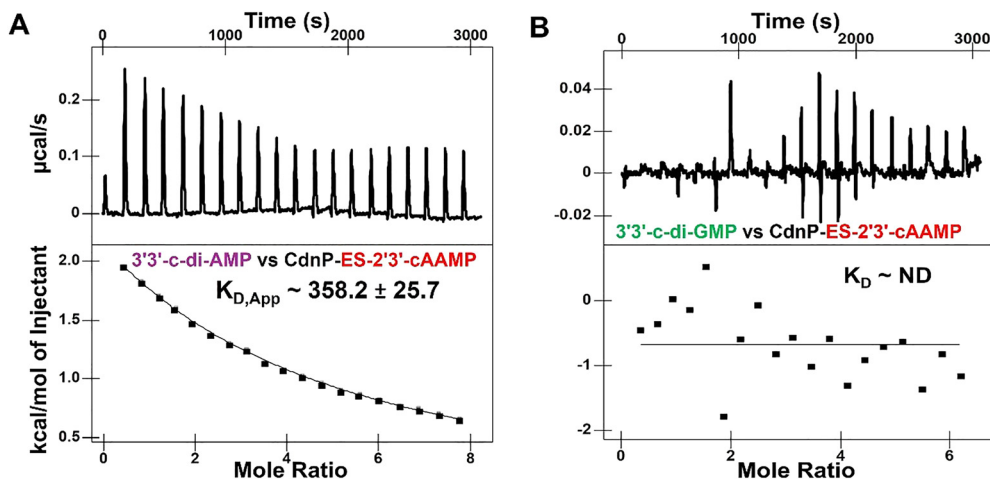 A
Time (s)
0 1000 2000 3000
µcal/s
0.2
0.1
0
3'3'-c-di-AMP vs CdnP-ES-2'3'-cAAMP
K_D,App ~ 358.2 ± 25.7
kcal/mol of Injectant
2.0
1.5
1.0
0.5
0 2 4 6 8
Mole Ratio
B
Time (s)
0 1000 2000 3000
0.04
0.02
0
-0.02
3'3'-c-di-GMP vs CdnP-ES-2'3'-cAAMP
K_D ~ ND
0
-1
-2
0 2 4 6
Mole Ratio